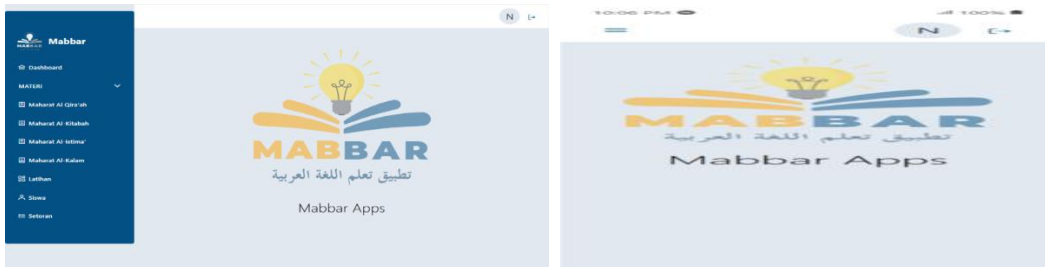 N
MABBAR
Mabbar
Dashboard
MATERI
Maharat Al Qira'ah
Maharat Al-Kitabah
Maharat Al-Istima'
Maharat Al-Kalam
Latihan
Siswa
Setoran
MABBAR
تطبيق تعلم اللغة العربية
Mabbar Apps
10:06 PM
100%
N
MABBAR
تطبيق تعلم اللغة العربية
Mabbar Apps